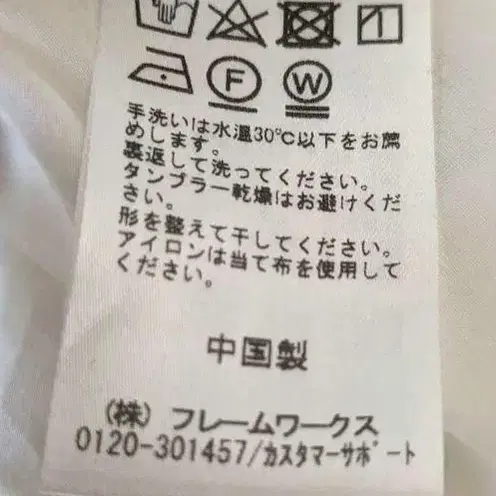 F W
手洗いは水温30℃以下をお薦
めします。
裏返して洗ってください。
タンブラー乾燥はお避けくだ
さい。
形を整えて干してください。
アイロンは当て布を使用して
ください。
中国製
(株) フレームワークス
0120-301457/カスタマーサポート